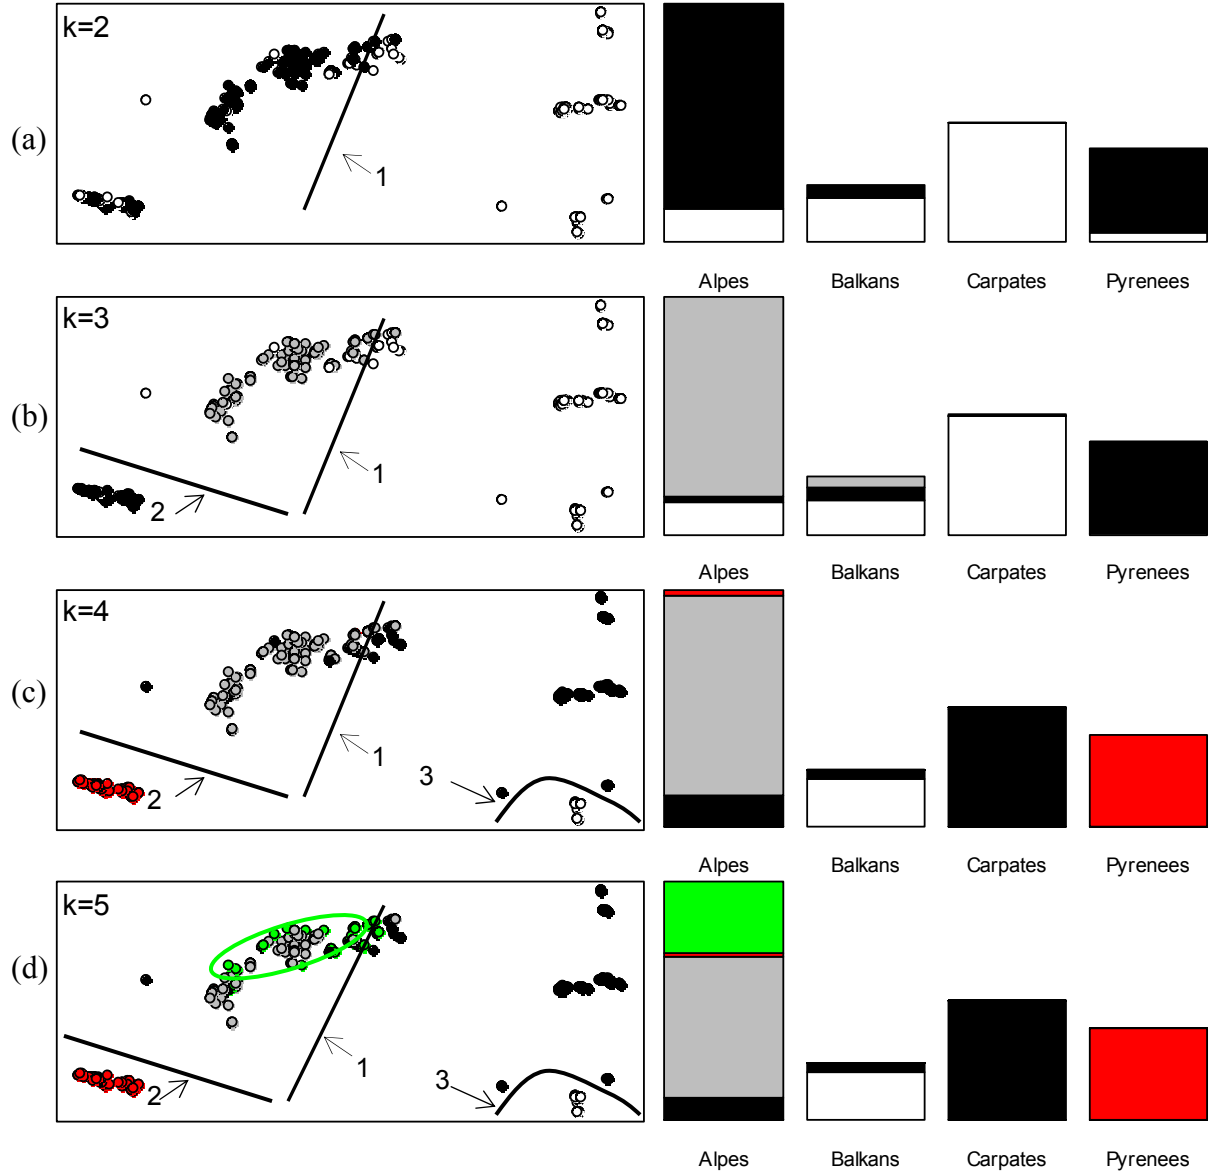 (a)
k=2
1
Alpes Balkans Carpates Pyrenees
(b)
k=3
1
2
Alpes Balkans Carpates Pyrenees
(c)
k=4
1
2
3
Alpes Balkans Carpates Pyrenees
(d)
k=5
1
2
3
Alpes Balkans Carpates Pyrenees